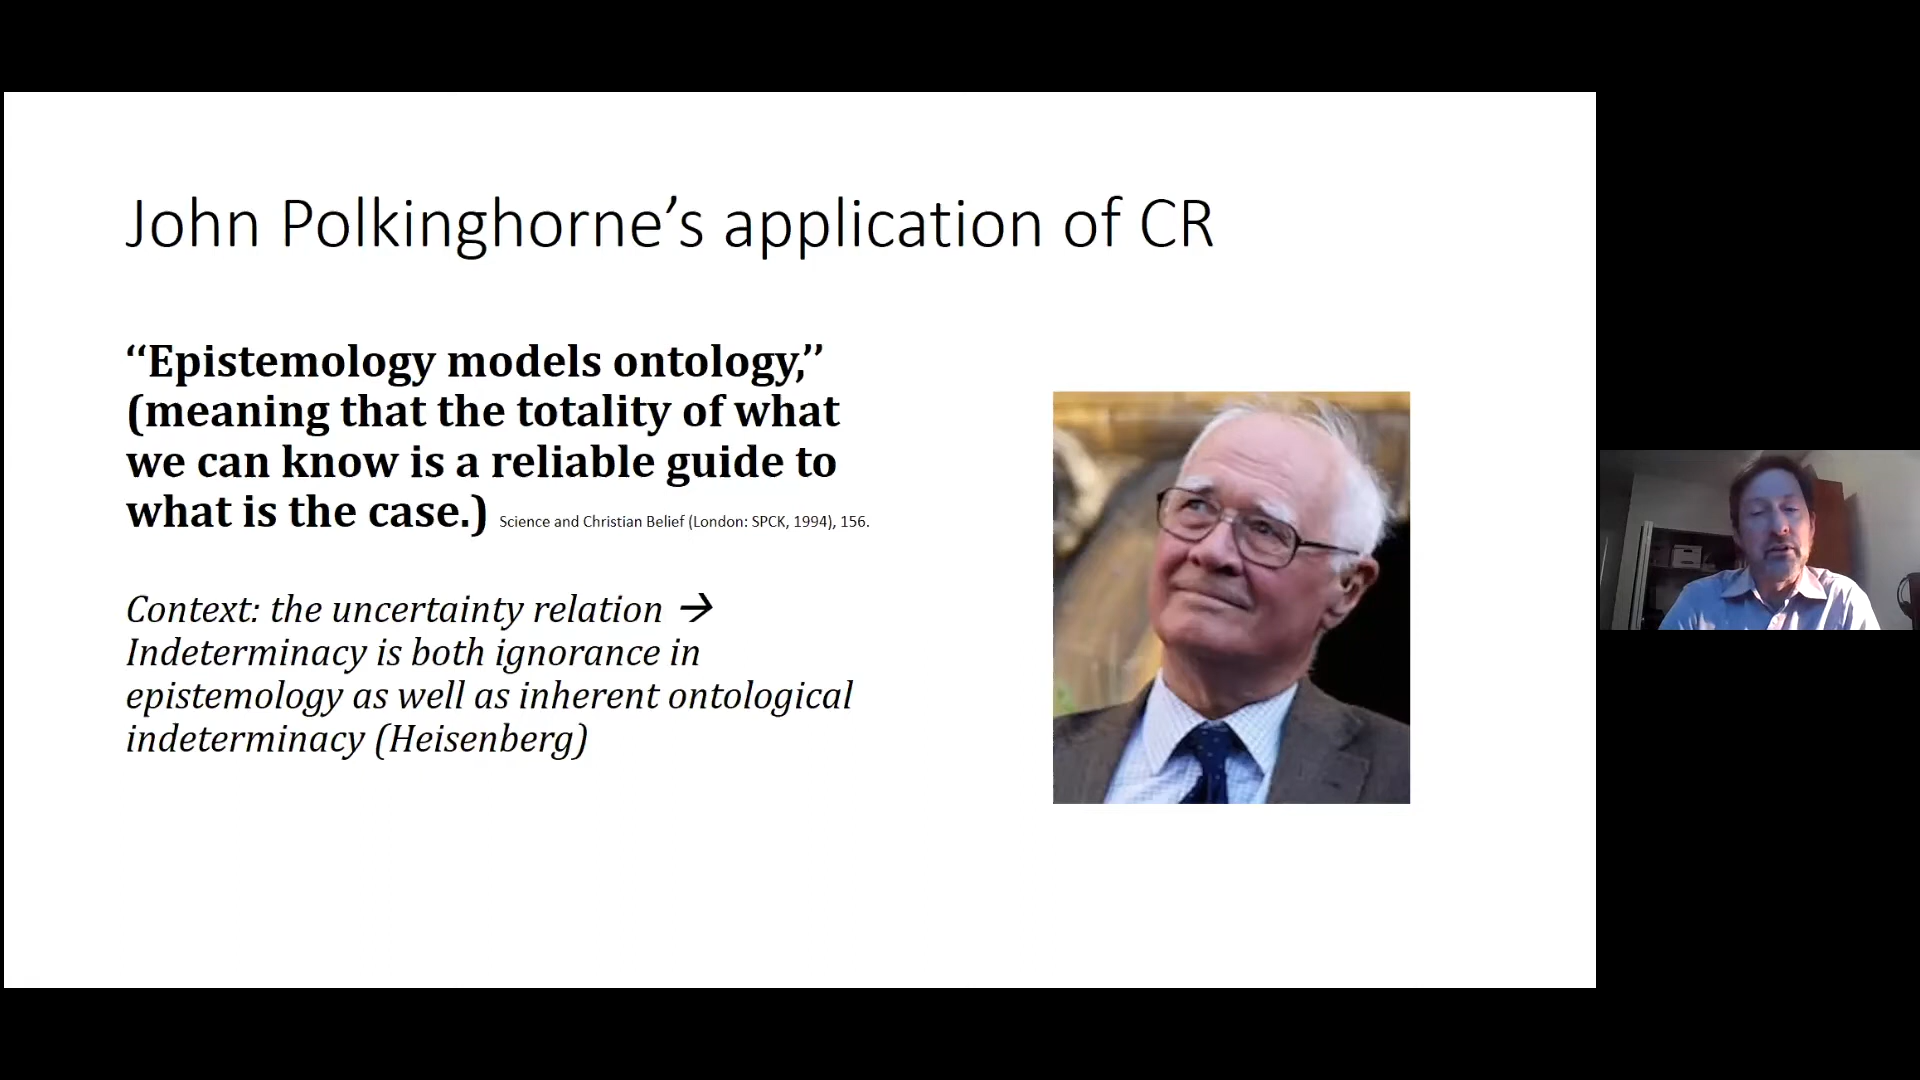 John Polkinghorne’s application of CR
‘‘Epistemology models ontology,’’
(meaning that the totality of what
we can know is a reliable guide to
what is the case.) Science and Christian Belief (London: SPCK, 1994), 156.
Context: the uncertainty relation →
Indeterminacy is both ignorance in
epistemology as well as inherent ontological
indeterminacy (Heisenberg)